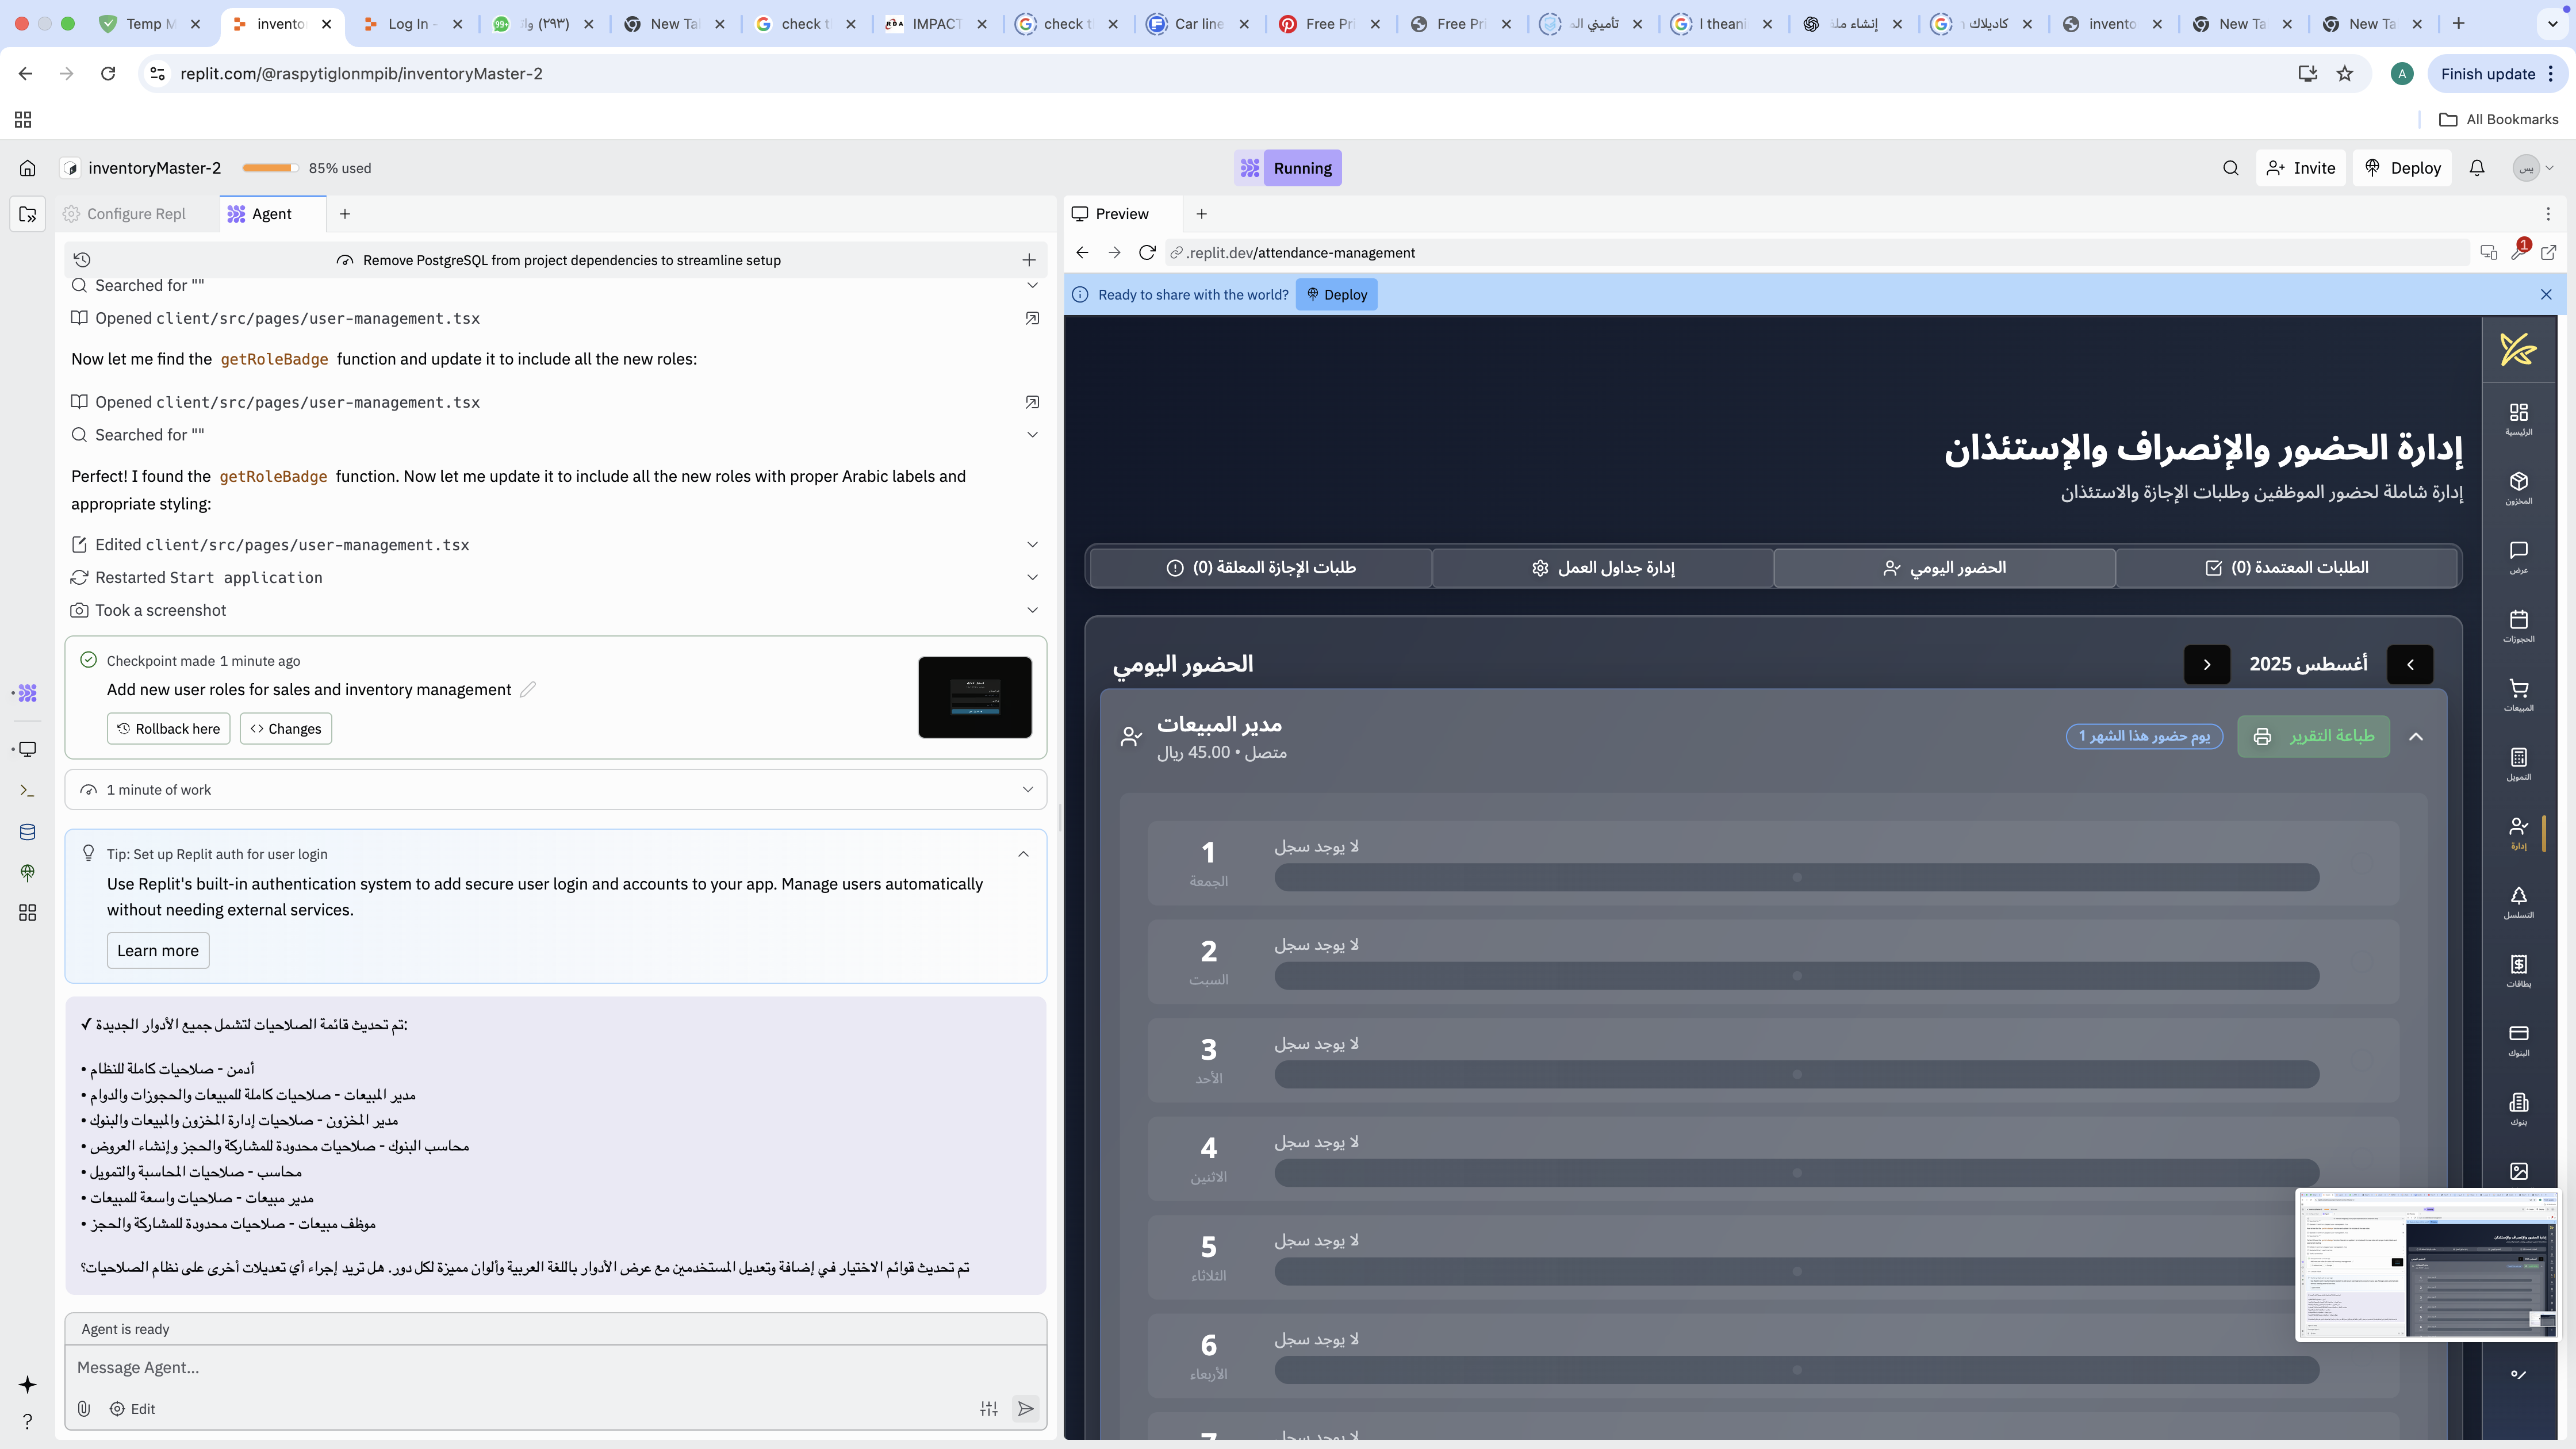 Temp M
invento
Log In -
(٢٩٣) وات
New Ta
check t
IMPACT
check t
Car line
Free Pri
Free Pri
تأميني الم
l theani
إنشاء ملف
كاديلاك
invento
New Ta
New Ta
replit.com/@raspytiglonmpib/inventoryMaster-2
A
Finish update
All Bookmarks
inventoryMaster-2
85% used
Running
Invite
Deploy
يس
Configure Repl
Agent
Remove PostgreSQL from project dependencies to streamline setup
Searched for ""
Opened client/src/pages/user-management.tsx
Now let me find the getRoleBadge function and update it to include all the new roles:
Opened client/src/pages/user-management.tsx
Searched for ""
Perfect! I found the getRoleBadge function. Now let me update it to include all the new roles with proper Arabic labels and
appropriate styling:
Edited client/src/pages/user-management.tsx
Restarted Start application
Took a screenshot
Checkpoint made 1 minute ago
Add new user roles for sales and inventory management
Rollback here
Changes
1 minute of work
Tip: Set up Replit auth for user login
Use Replit's built-in authentication system to add secure user login and accounts to your app. Manage users automatically
without needing external services.
Learn more
✓ تم تحديث قائمة الصلاحيات لتشمل جميع الأدوار الجديدة:
• أدمن - صلاحيات كاملة للنظام
• مدير المبيعات - صلاحيات كاملة للمبيعات والحجوزات والدوام
• مدير المخزون - صلاحيات إدارة المخزون والمبيعات والبنوك
• محاسب البنوك - صلاحيات محدودة للمشاركة والحجز وإنشاء العروض
• محاسب - صلاحيات المحاسبة والتمويل
• مدير مبيعات - صلاحيات واسعة للمبيعات
• موظف مبيعات - صلاحيات محدودة للمشاركة والحجز
تم تحديث قوائم الاختيار في إضافة وتعديل المستخدمين مع عرض الأدوار باللغة العربية وألوان مميزة لكل دور. هل تريد إجراء أي تعديلات أخرى على نظام الصلاحيات؟
Agent is ready
Message Agent...
Edit
Preview
.replit.dev/attendance-management
1
Ready to share with the world?
Deploy
إدارة الحضور والإنصراف والإستئذان
إدارة شاملة لحضور الموظفين وطلبات الإجازة والاستئذان
الطلبات المعتمدة (0)
الحضور اليومي
إدارة جداول العمل
طلبات الإجازة المعلقة (0)
الحضور اليومي
أغسطس 2025
مدير المبيعات
متصل • 45.00 ريال
يوم حضور هذا الشهر 1
طباعة التقرير
1
الجمعة
لا يوجد سجل
2
السبت
لا يوجد سجل
3
الأحد
لا يوجد سجل
4
الاثنين
لا يوجد سجل
5
الثلاثاء
لا يوجد سجل
6
الأربعاء
لا يوجد سجل
7
لا يوجد سجل
الرئيسية
المخزون
عرض
الحجوزات
المبيعات
التمويل
إدارة
التسلسل
بطاقات
البنوك
بنوك